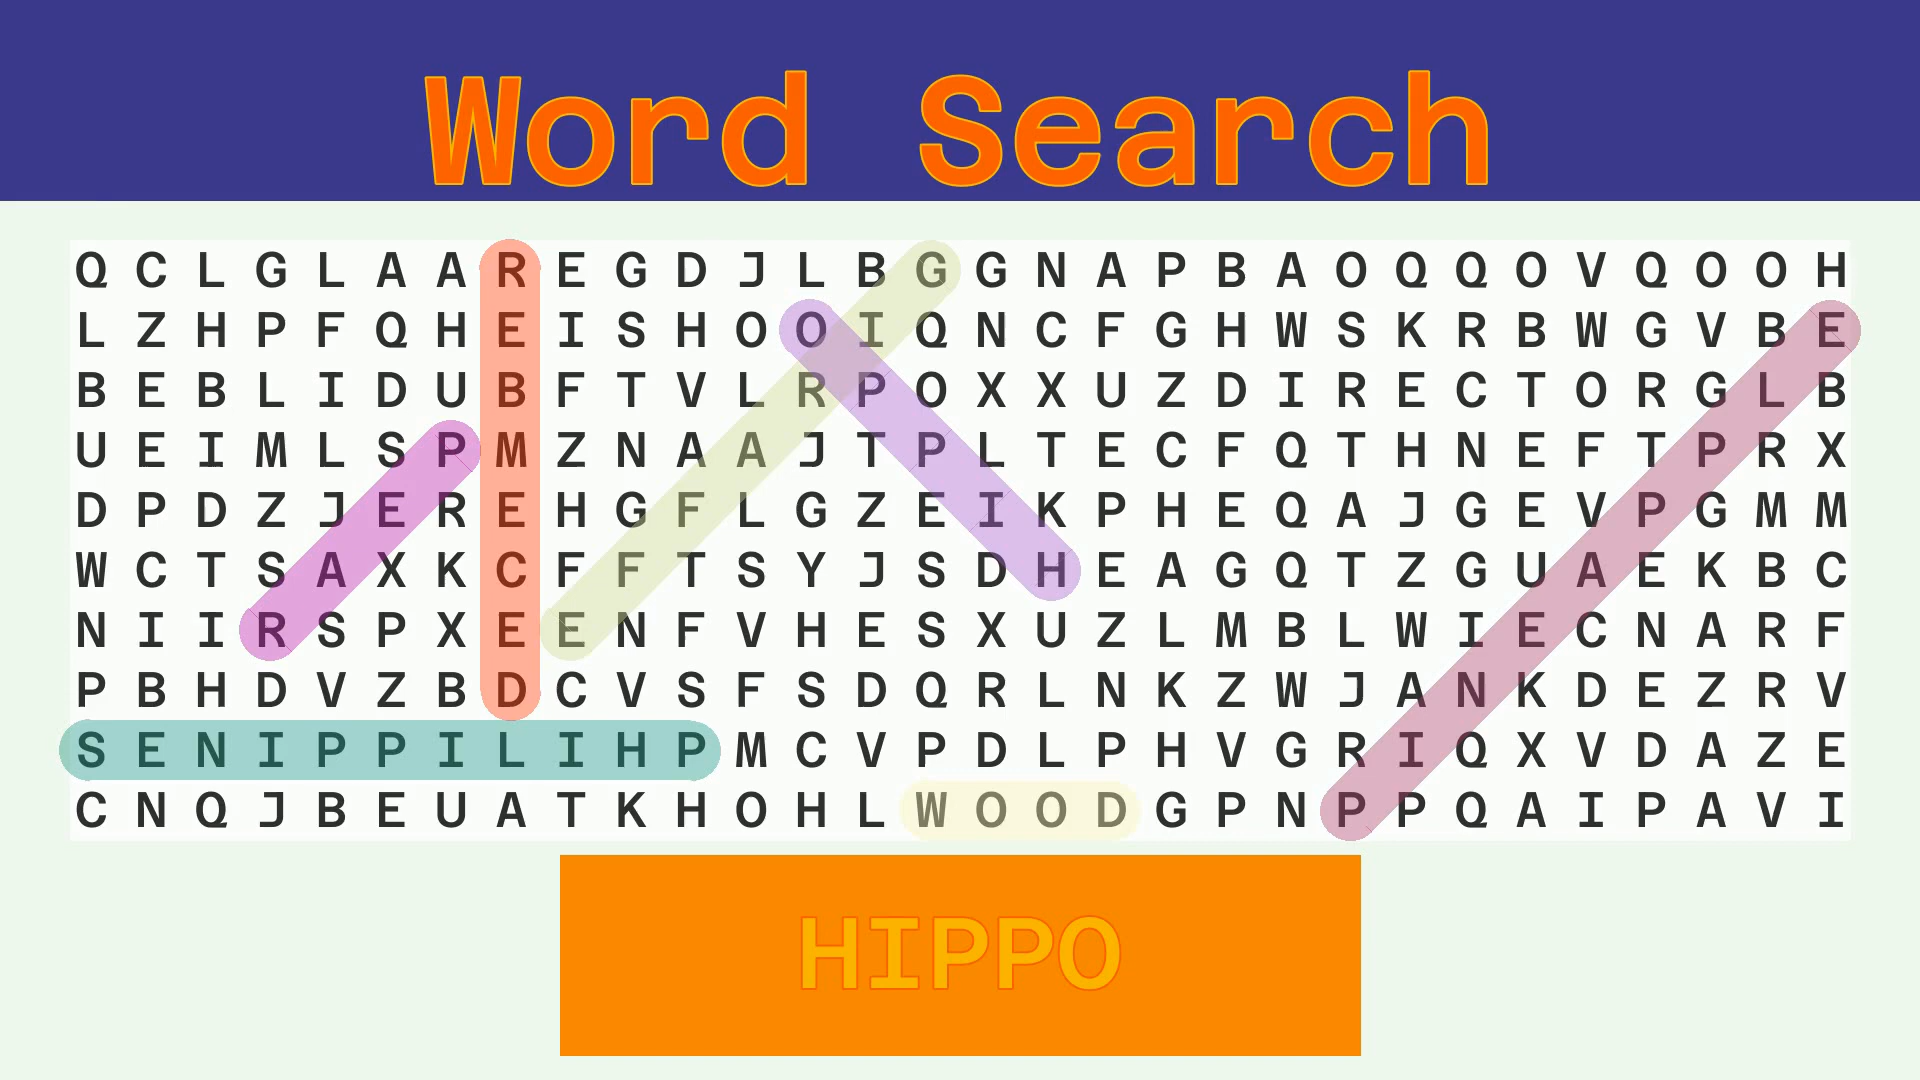 Word Search
Q C L G L A A R E G D J L B G G N A P B A O Q Q O V Q O O H
L Z H P F Q H E I S H O O I Q N C F G H W S K R B W G V B E
B E B L I D U B F T V L R P O X X U Z D I R E C T O R G L B
U E I M L S P M Z N A A J T P L T E C F Q T H N E F T P R X
D P D Z J E R E H G F L G Z E I K P H E Q A J G E V P G M M
W C T S A X K C F F T S Y J S D H E A G Q T Z G U A E K B C
N I I R S P X E E N F V H E S X U Z L M B L W I E C N A R F
P B H D V Z B D C V S F S D Q R L N K Z W J A N K D E Z R V
S E N I P P I L I H P M C V P D L P H V G R I Q X V D A Z E
C N Q J B E U A T K H O H L W O O D G P N P P Q A I P A V I
HIPPO